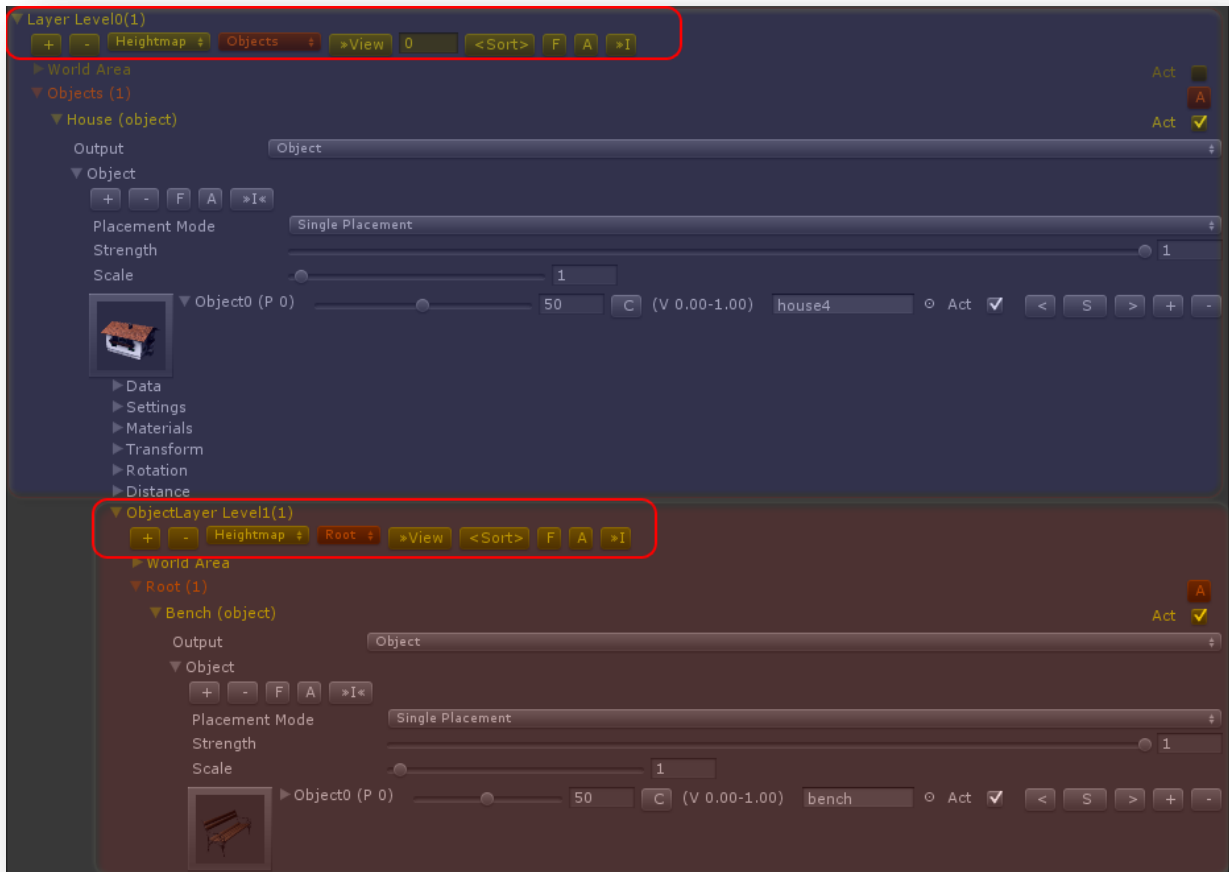 Layer Level0(1)
+ - Heightmap Objects »View 0 <Sort> F A »I
World Area Act
Objects (1) A
House (object) Act
Output Object
Object
+ - F A »I«
Placement Mode Single Placement
Strength 1
Scale 1
Object0 (P 0) 50 C (V 0.00-1.00) house4 Act < S > + -
Data
Settings
Materials
Transform
Rotation
Distance
ObjectLayer Level1(1)
+ - Heightmap Root »View <Sort> F A »I
World Area
Root (1) A
Bench (object) Act
Output Object
Object
+ - F A »I«
Placement Mode Single Placement
Strength 1
Scale 1
Object0 (P 0) 50 C (V 0.00-1.00) bench Act < S > + -